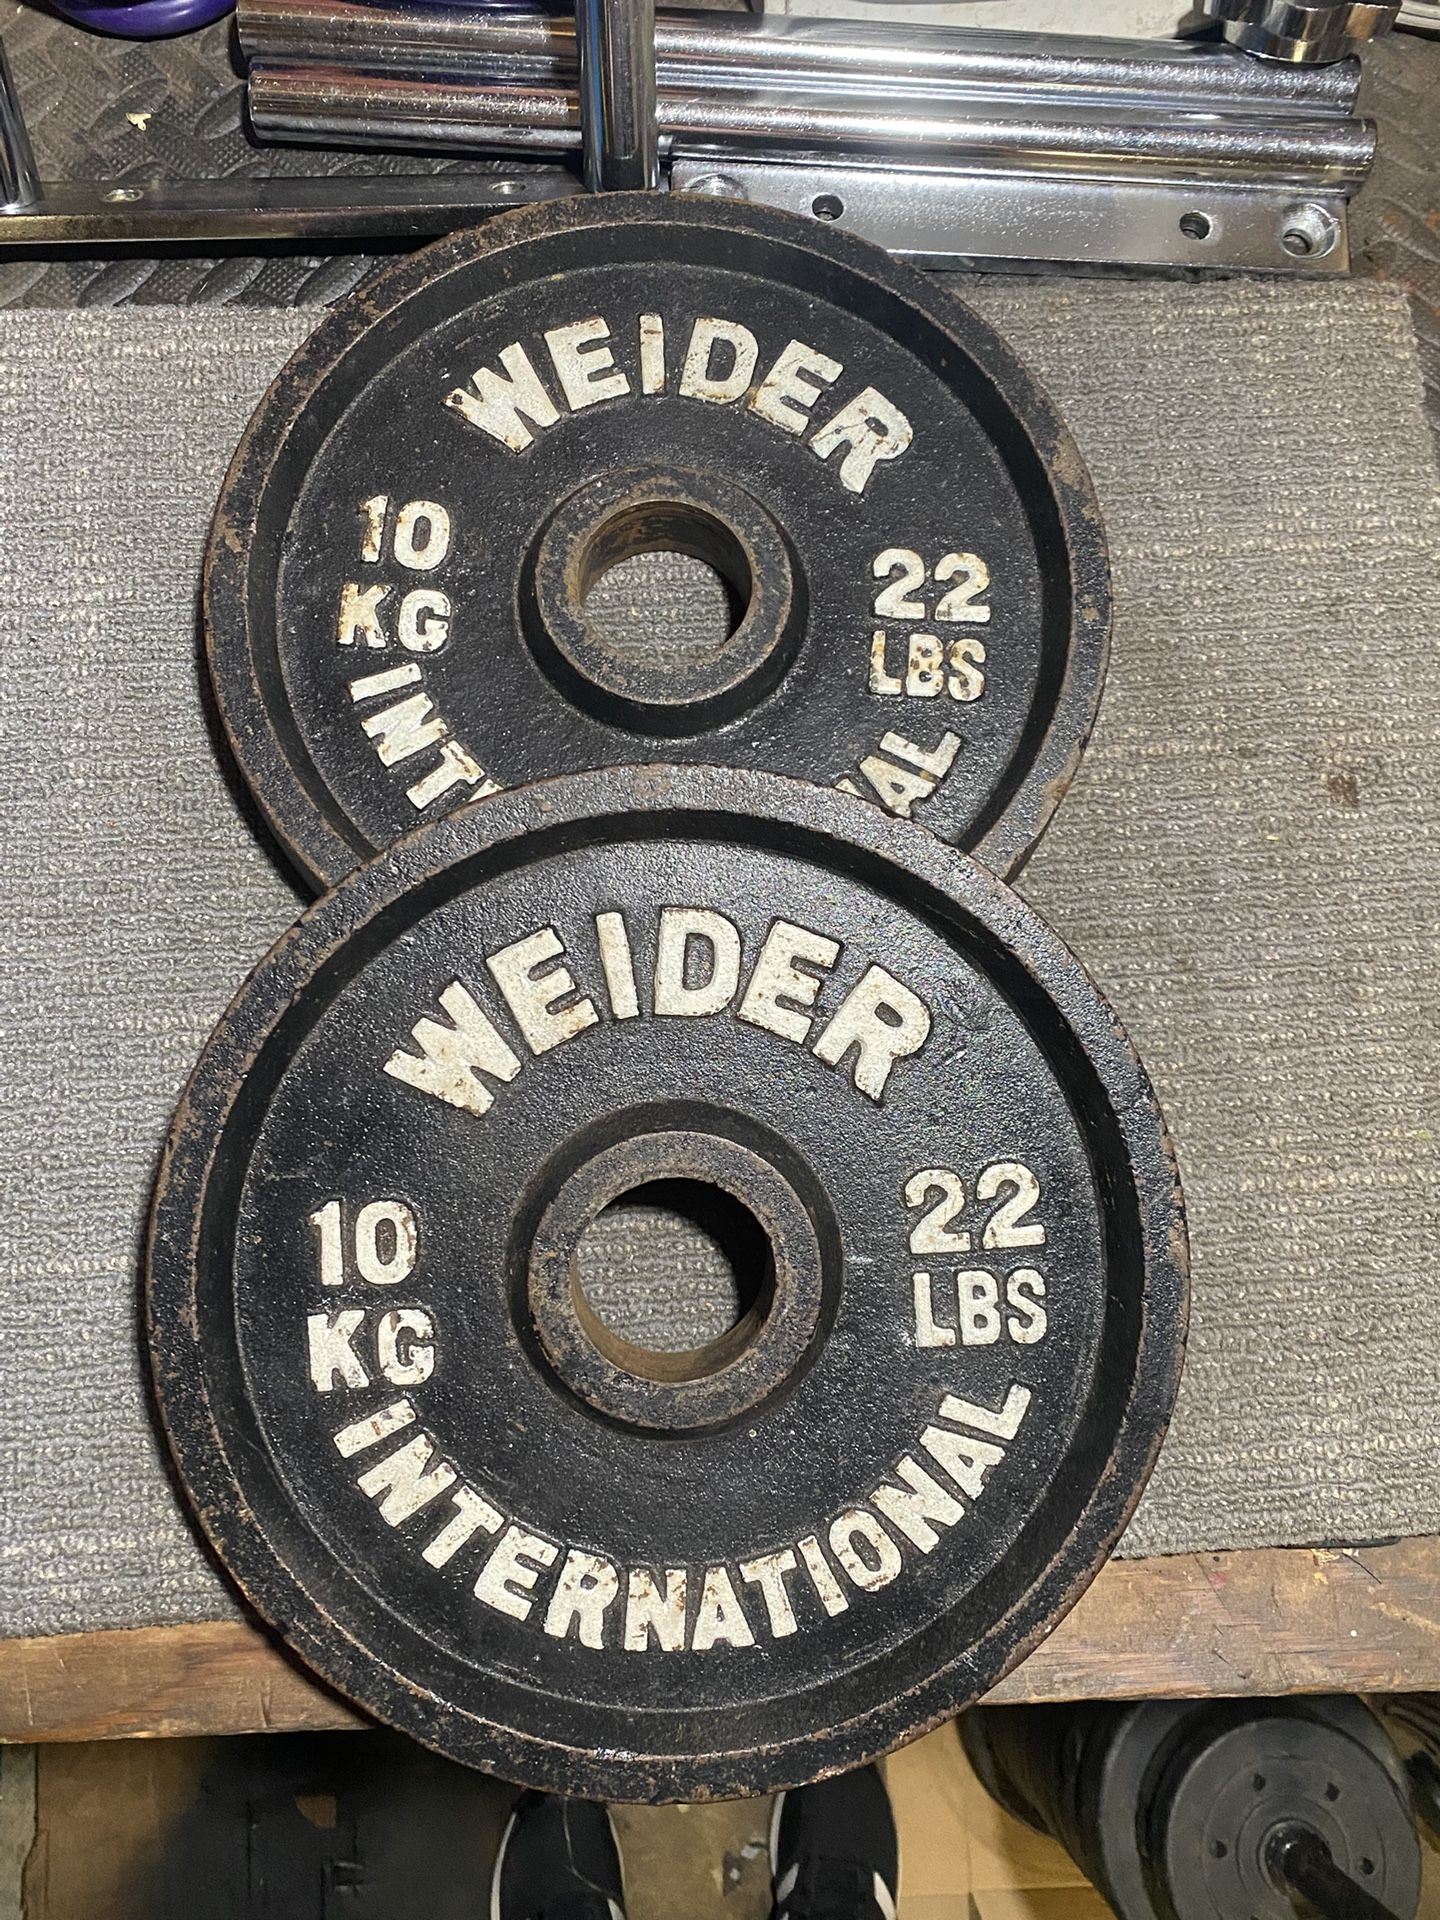 WEIDER
10 22
KG LBS
WEIDER
10 22
KG LBS
INTERNATIONAL